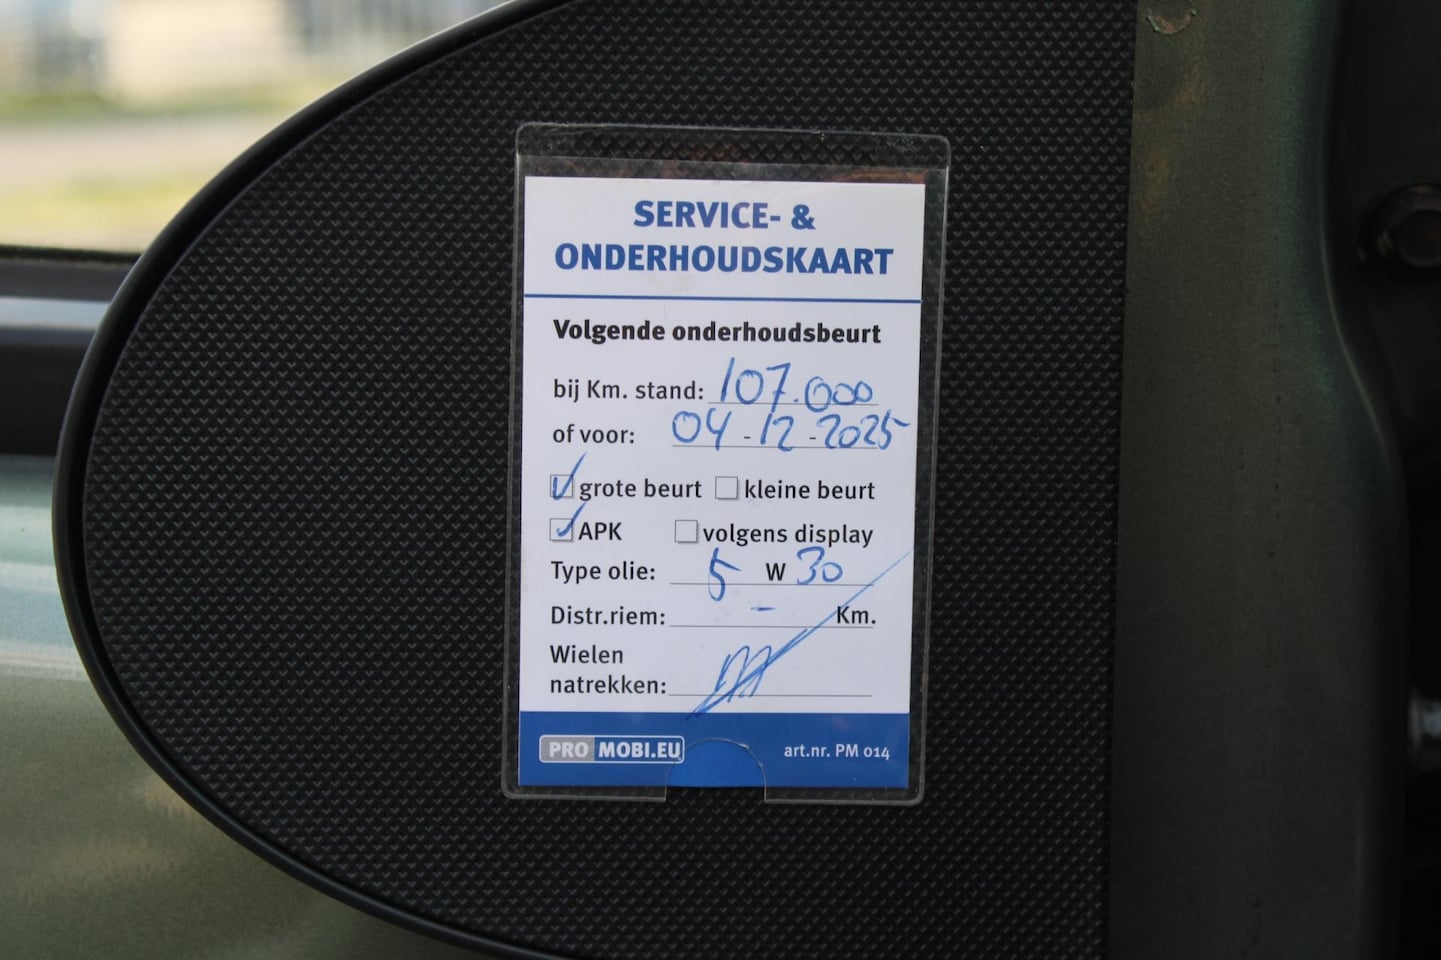 SERVICE- &
ONDERHOUDSKAART
Volgende onderhoudsbeurt
bij Km. stand: 107.000
of voor: 04-12-2025
grote beurt kleine beurt
APK volgens display
Type olie: 5 W 30
Distr.riem: - Km.
Wielen
natrekken:
PRO MOBI.EU art.nr. PM 014